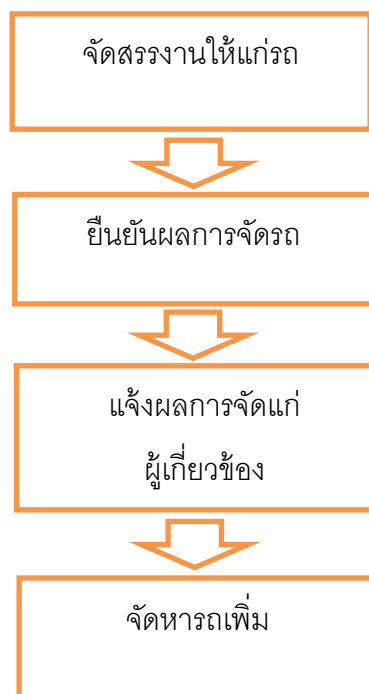 จัดสรรงานให้แก่รถ
ยืนยันผลการจัดรถ
แจ้งผลการจัดแก่
ผู้เกี่ยวข้อง
จัดหารถเพิ่ม